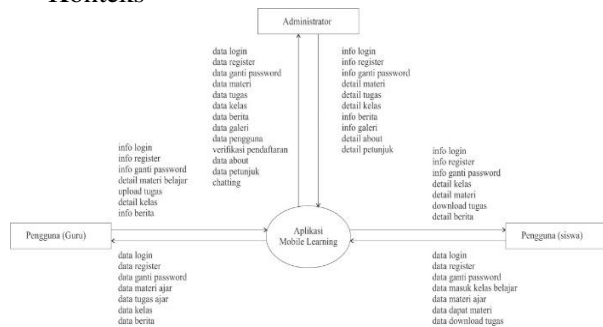 Konteks
Administrator
data login
data register
data ganti password
data materi
data tugas
data kelas
data berita
data galeri
data pengguna
verifikasi pendaftaran
data about
data petunjuk
chatting
info login
info register
info ganti password
detail materi
detail tugas
detail kelas
info berita
info galeri
detail about
detail petunjuk
info login
info register
info ganti password
detail materi belajar
upload tugas
detail kelas
info berita
info login
info register
info ganti password
detail kelas
detail materi
download tugas
detail berita
Pengguna (Guru)
Aplikasi
Mobile Learning
Pengguna (siswa)
data login
data register
data ganti password
data materi ajar
data tugas ajar
data kelas
data berita
data login
data register
data ganti password
data masuk kelas belajar
data materi ajar
data dapat materi
data download tugas